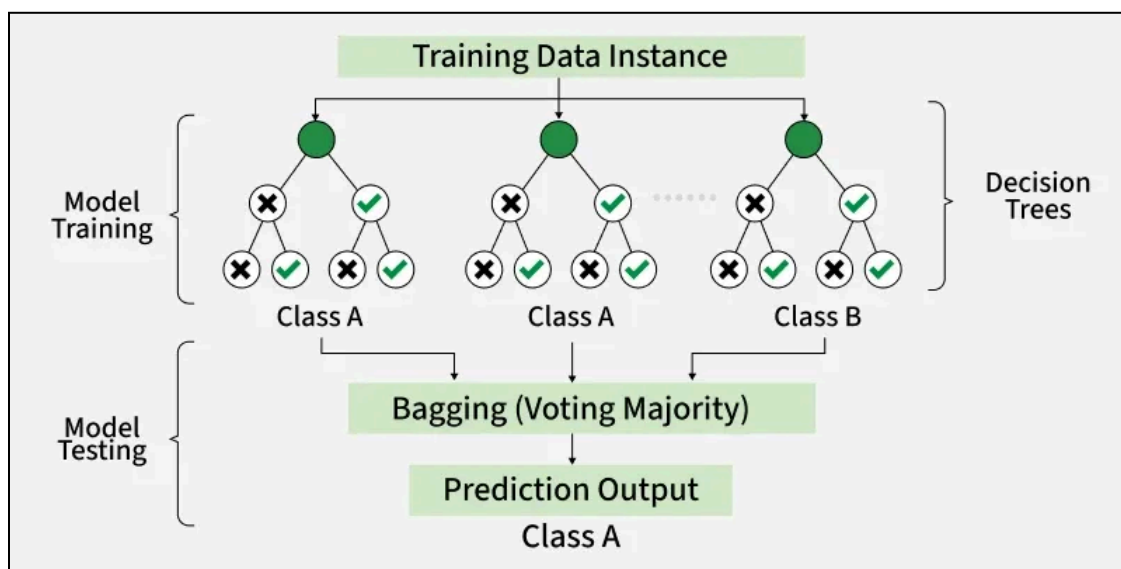 Training Data Instance
Model
Training
Decision
Trees
Class A
Class A
Class B
Model
Testing
Bagging (Voting Majority)
Prediction Output
Class A